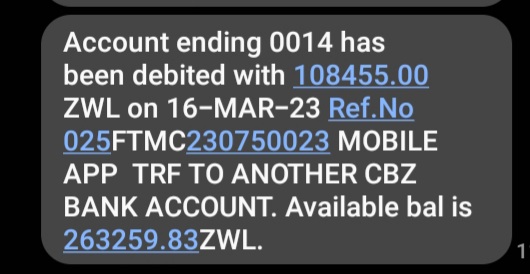 Account ending 0014 has
been debited with 108455.00
ZWL on 16-MAR-23 Ref.No
025FTMC230750023 MOBILE
APP  TRF TO ANOTHER CBZ
BANK ACCOUNT. Available bal is
263259.83ZWL.
1